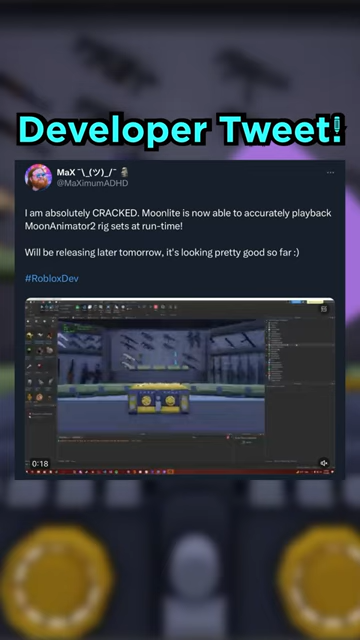 Developer Tweet!
MaX ¯\_(ツ)_/¯ 🗿
@MaXimumADHD
I am absolutely CRACKED. Moonlite is now able to accurately playback
MoonAnimator2 rig sets at run-time!
Will be releasing later tomorrow, it's looking pretty good so far :)
#RobloxDev
0:18